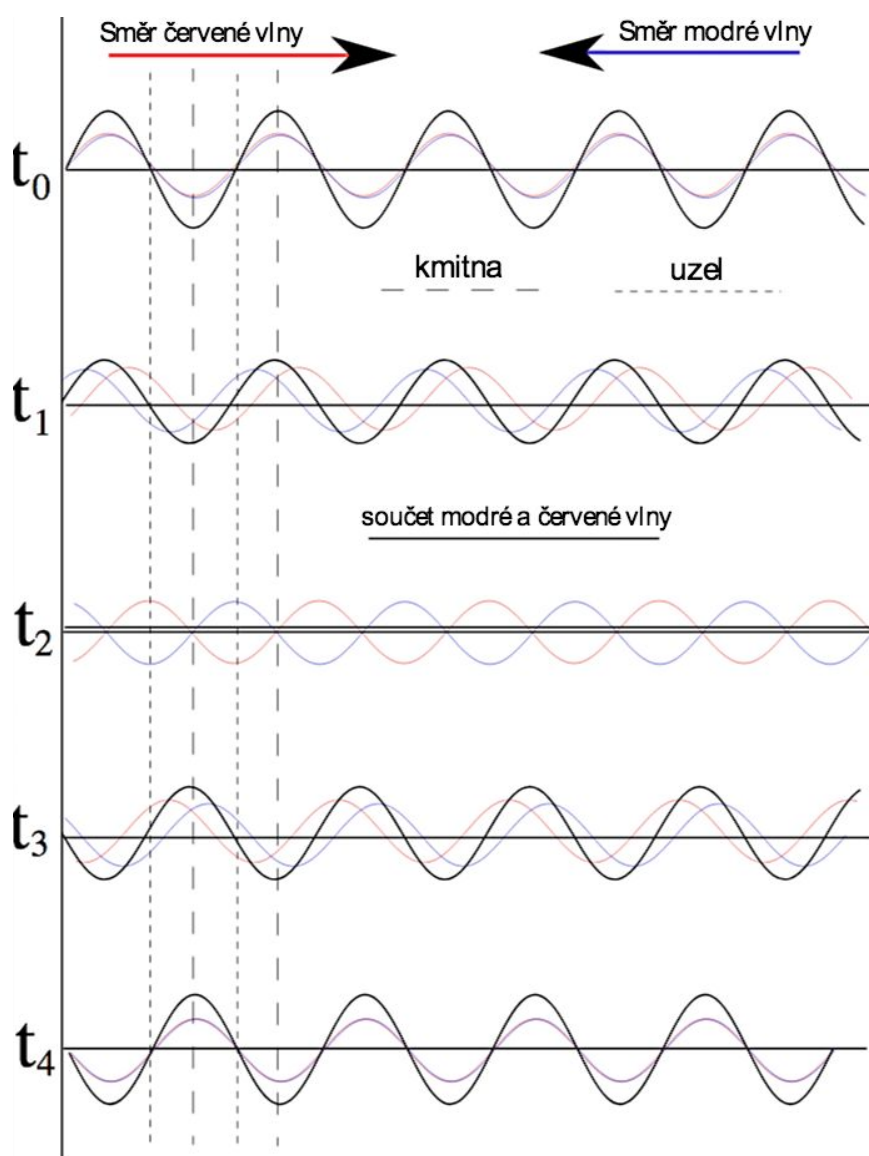 Směr červené vlny
Směr modré vlny
t0
kmitna
uzel
t1
součet modré a červené vlny
t2
t3
t4